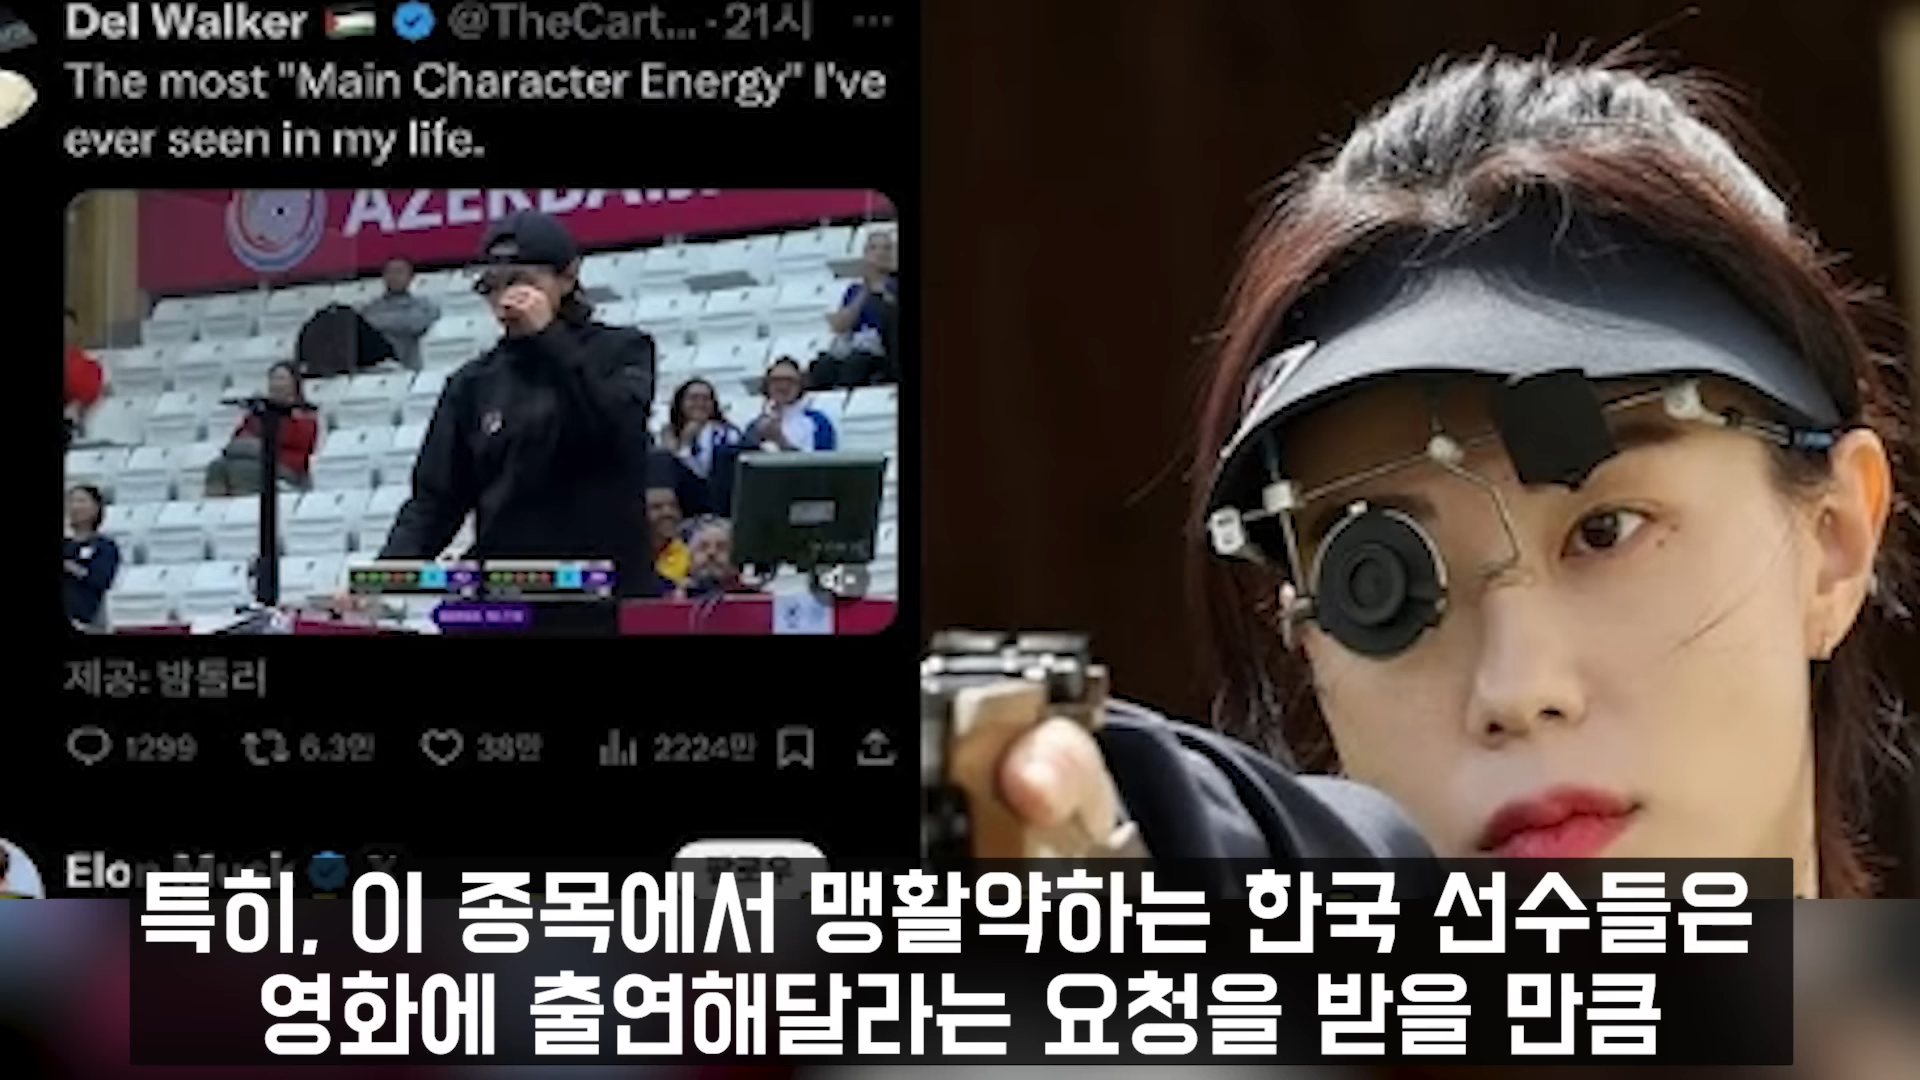 Del Walker @TheCart... · 21시
The most "Main Character Energy" I've
ever seen in my life.
제공: 밤톨리
1299 6.3만 38만 2224만
특히, 이 종목에서 맹활약하는 한국 선수들은
영화에 출연해달라는 요청을 받을 만큼